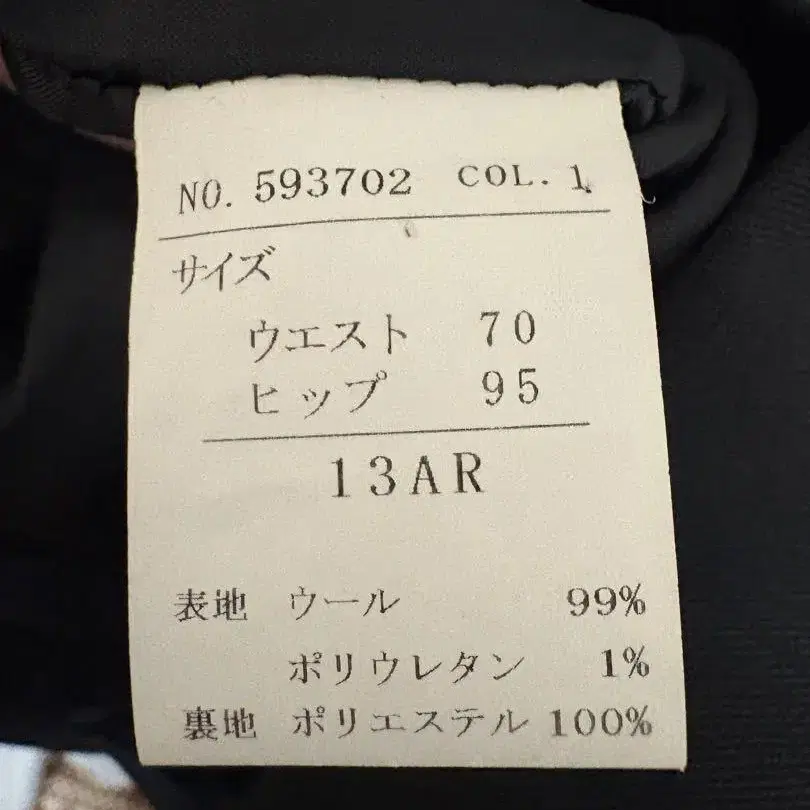 NO. 593702 COL. 1
サイズ
ウエスト 70
ヒップ 95
13AR
表地 ウール 99%
ポリウレタン 1%
裏地 ポリエステル 100%